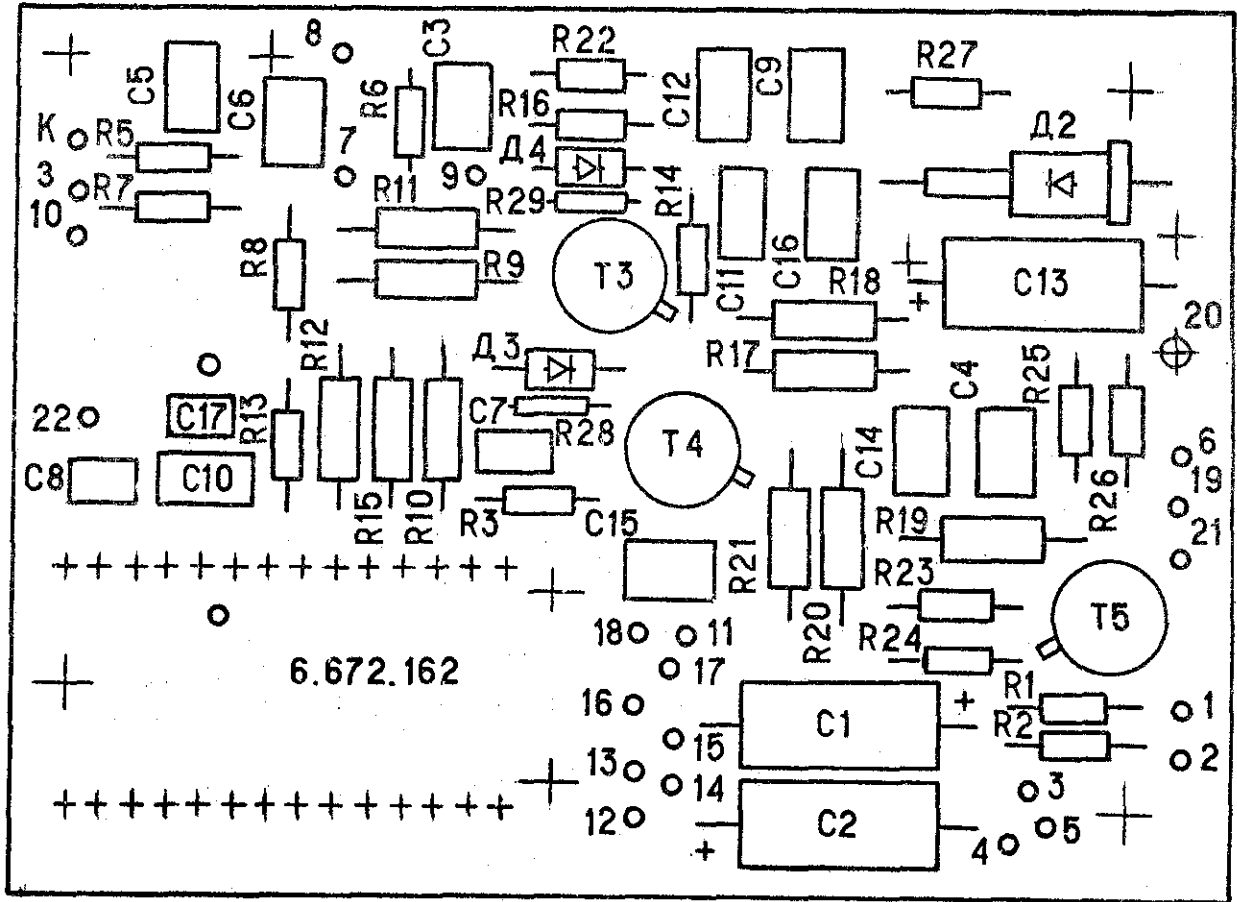 8
C3
R22
C5
C6
R6
R16
C12
C9
R27
К
R5
7
Д4
Д2
3
R7
9
R29
R14
10
R11
R8
R9
Т3
C11
C16
R18
+
C13
20
R12
Д3
R17
R25
22
C17
R13
C7
R28
Т4
C14
C4
6
C8
C10
R15
R10
R3
C15
R21
R19
R26
19
21
R23
18
11
R20
R24
Т5
6.672.162
17
16
+
R1
1
15
C1
R2
2
13
14
3
12
+
C2
4
5